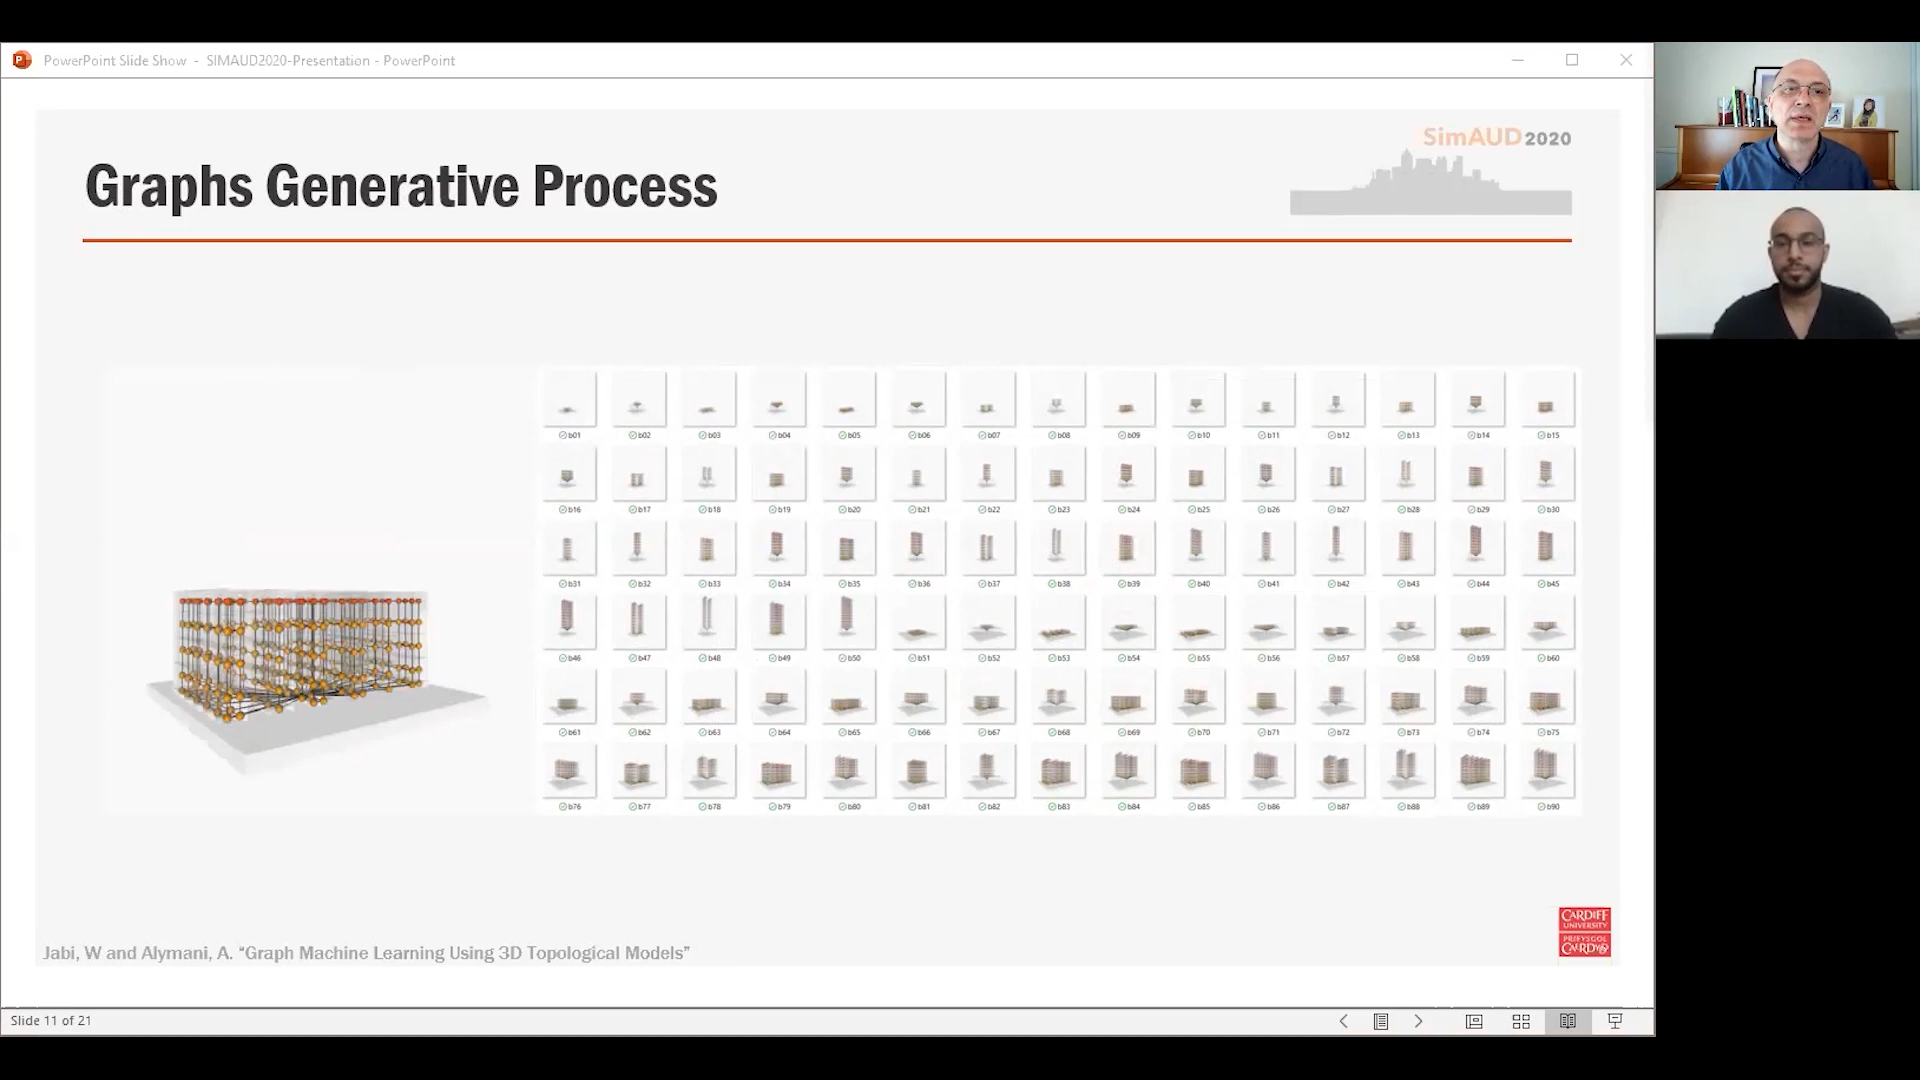 PowerPoint Slide Show - SIMAUD2020-Presentation - PowerPoint
SimAUD 2020
Graphs Generative Process
b01 b02 b03 b04 b05 b06 b07 b08 b09 b10 b11 b12 b13 b14 b15
b16 b17 b18 b19 b20 b21 b22 b23 b24 b25 b26 b27 b28 b29 b30
b31 b32 b33 b34 b35 b36 b37 b38 b39 b40 b41 b42 b43 b44 b45
b46 b47 b48 b49 b50 b51 b52 b53 b54 b55 b56 b57 b58 b59 b60
b61 b62 b63 b64 b65 b66 b67 b68 b69 b70 b71 b72 b73 b74 b75
b76 b77 b78 b79 b80 b81 b82 b83 b84 b85 b86 b87 b88 b89 b90
CARDIFF
UNIVERSITY
PRIFYSGOL
CAERDYD
Jabi, W and Alymani, A. “Graph Machine Learning Using 3D Topological Models”
Slide 11 of 21